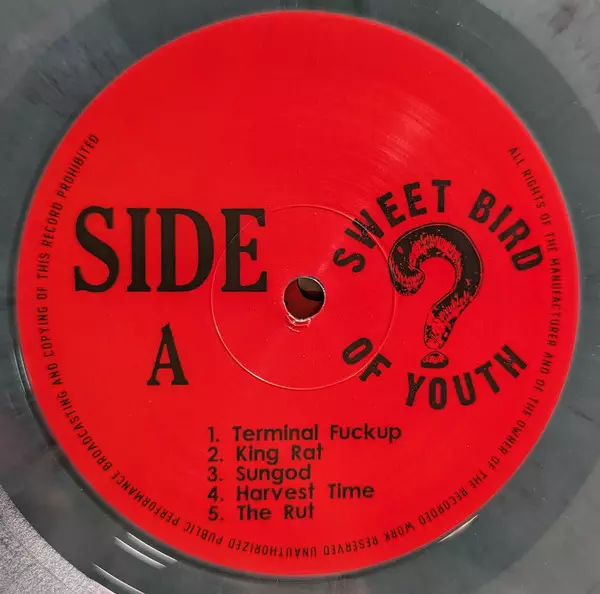 SIDE
A
SWEET BIRD
OF YOUTH
?
1. Terminal Fuckup
2. King Rat
3. Sungod
4. Harvest Time
5. The Rut
ALL RIGHTS OF THE MANUFACTURER AND OF THE OWNER OF THE RECORDED WORK RESERVED UNAUTHORIZED PUBLIC PERFORMANCE BROADCASTING AND COPYING OF THIS RECORD PROHIBITED